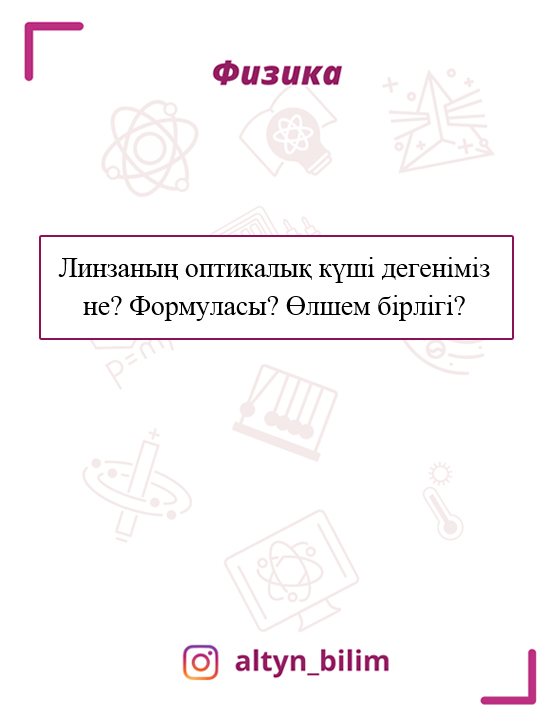 Физика
Линзаның оптикалық күші дегеніміз
не? Формуласы? Өлшем бірлігі?
p=m
altyn_bilim